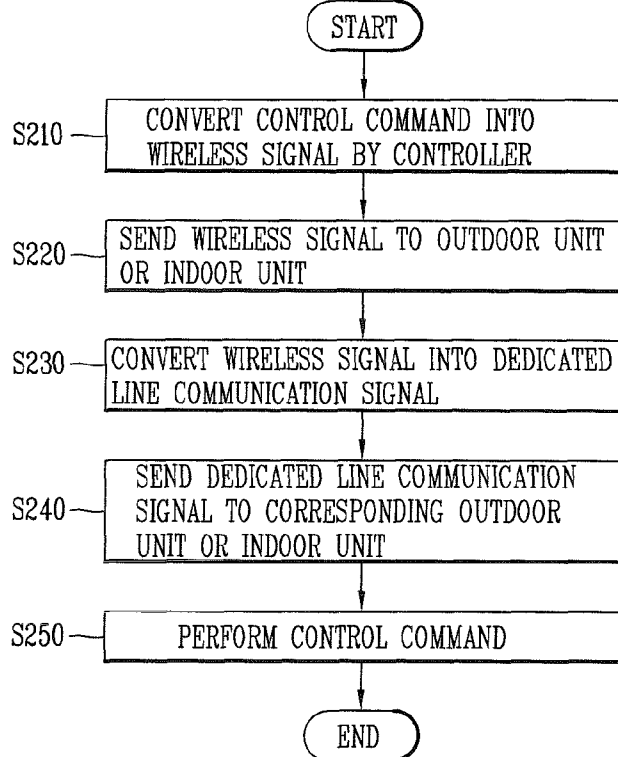 START
S210
CONVERT CONTROL COMMAND INTO
WIRELESS SIGNAL BY CONTROLLER
S220
SEND WIRELESS SIGNAL TO OUTDOOR UNIT
OR INDOOR UNIT
S230
CONVERT WIRELESS SIGNAL INTO DEDICATED
LINE COMMUNICATION SIGNAL
S240
SEND DEDICATED LINE COMMUNICATION
SIGNAL TO CORRESPONDING OUTDOOR
UNIT OR INDOOR UNIT
S250
PERFORM CONTROL COMMAND
END